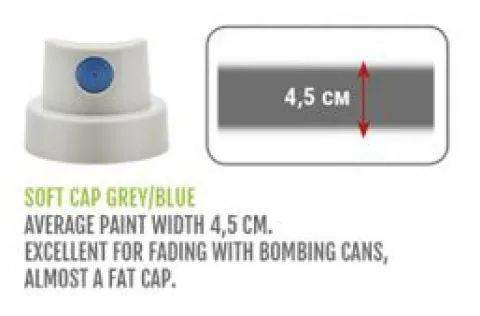 4,5 см
SOFT CAP GREY/BLUE
AVERAGE PAINT WIDTH 4,5 CM.
EXCELLENT FOR FADING WITH BOMBING CANS,
ALMOST A FAT CAP.